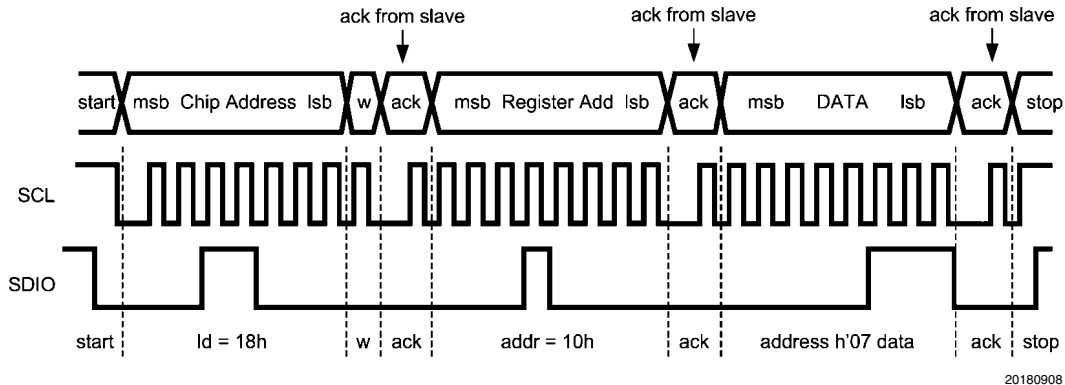 ack from slave ack from slave ack from slave
start msb Chip Address lsb w ack msb Register Add lsb ack msb DATA lsb ack stop
SCL
SDIO
start Id = 18h w ack addr = 10h ack address h'07 data ack stop
20180908